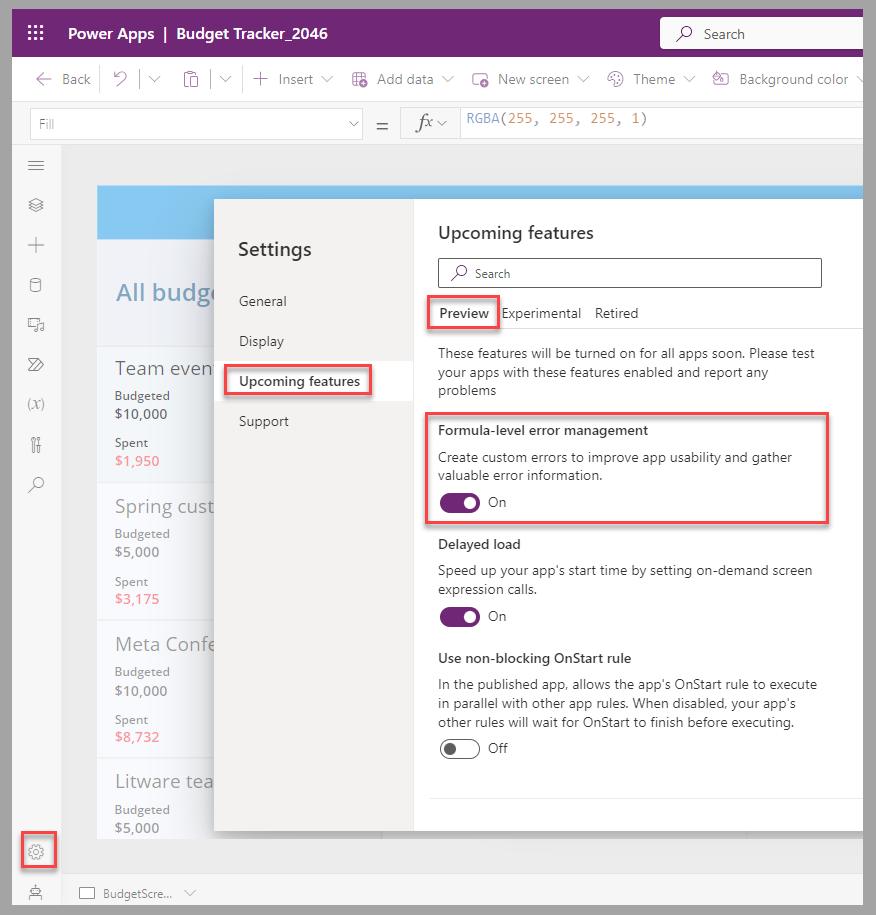 Power Apps | Budget Tracker_2046
Search
Back
Insert
Add data
New screen
Theme
Background color
Fill
=
fx
RGBA(255, 255, 255, 1)
All budge
Team even
Budgeted
$10,000
Spent
$1,950
Spring cust
Budgeted
$5,000
Spent
$3,175
Meta Confe
Budgeted
$10,000
Spent
$8,732
Litware tea
Budgeted
$5,000
(x)
Settings
General
Display
Upcoming features
Support
Upcoming features
Search
Preview Experimental Retired
These features will be turned on for all apps soon. Please test
your apps with these features enabled and report any
problems
Formula-level error management
Create custom errors to improve app usability and gather
valuable error information.
On
Delayed load
Speed up your app's start time by setting on-demand screen
expression calls.
On
Use non-blocking OnStart rule
In the published app, allows the app's OnStart rule to execute
in parallel with other app rules. When disabled, your app's
other rules will wait for OnStart to finish before executing.
Off
BudgetScre...